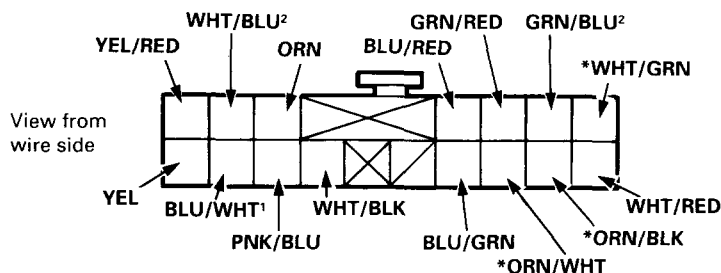 WHT/BLU²
GRN/RED
GRN/BLU²
YEL/RED
ORN
BLU/RED
*WHT/GRN
View from
wire side
YEL
BLU/WHT¹
WHT/BLK
WHT/RED
PNK/BLU
BLU/GRN
*ORN/BLK
*ORN/WHT